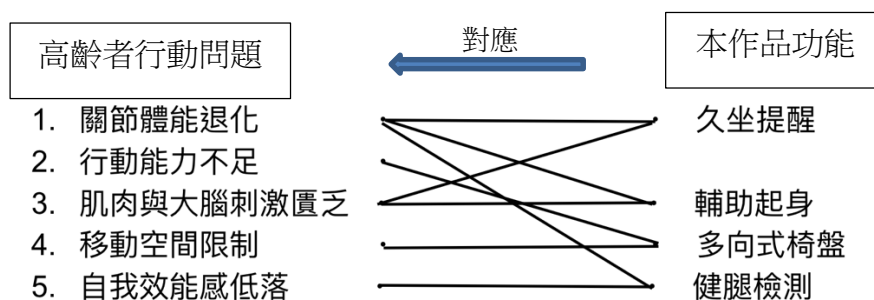 高齡者行動問題
對應
本作品功能
1. 關節體能退化
久坐提醒
2. 行動能力不足
3. 肌肉與大腦刺激匱乏
輔助起身
4. 移動空間限制
多向式椅盤
5. 自我效能感低落
健腿檢測